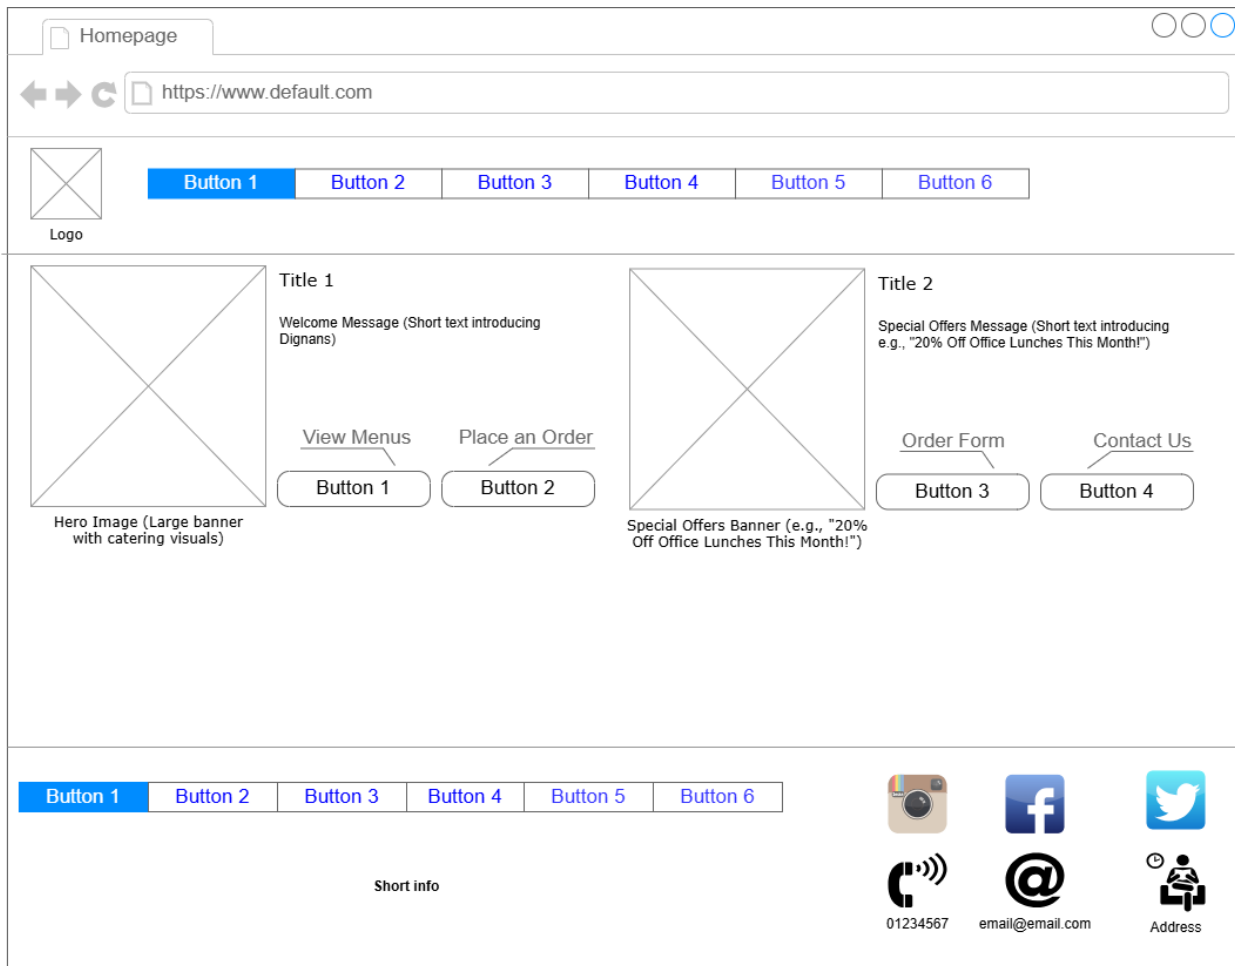 Homepage
https://www.default.com
Button 1 Button 2 Button 3 Button 4 Button 5 Button 6
Logo
Title 1
Welcome Message (Short text introducing
Dignans)
View Menus Place an Order
Button 1 Button 2
Hero Image (Large banner
with catering visuals)
Title 2
Special Offers Message (Short text introducing
e.g., "20% Off Office Lunches This Month!")
Order Form Contact Us
Button 3 Button 4
Special Offers Banner (e.g., "20%
Off Office Lunches This Month!")
Button 1 Button 2 Button 3 Button 4 Button 5 Button 6
Short info
01234567 email@email.com Address